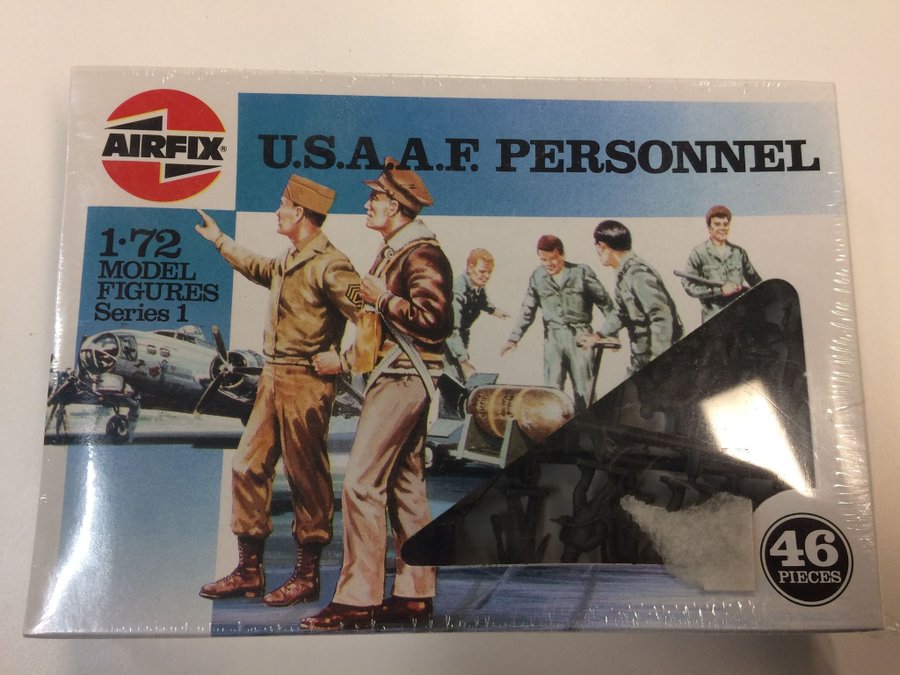 AIRFIX®
U.S.A.A.F. PERSONNEL
1·72
MODEL
FIGURES
Series 1
46
PIECES